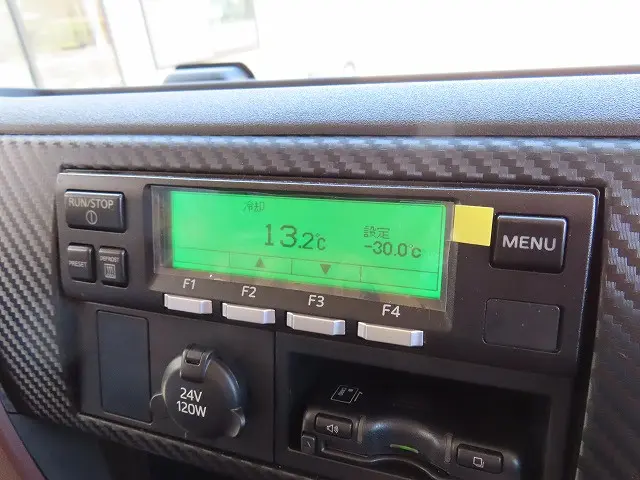 RUN/STOP
PRESET
DEFROST
冷却
13.2℃
設定
-30.0℃
▲ ▼
MENU
F1 F2 F3 F4
24V
120W